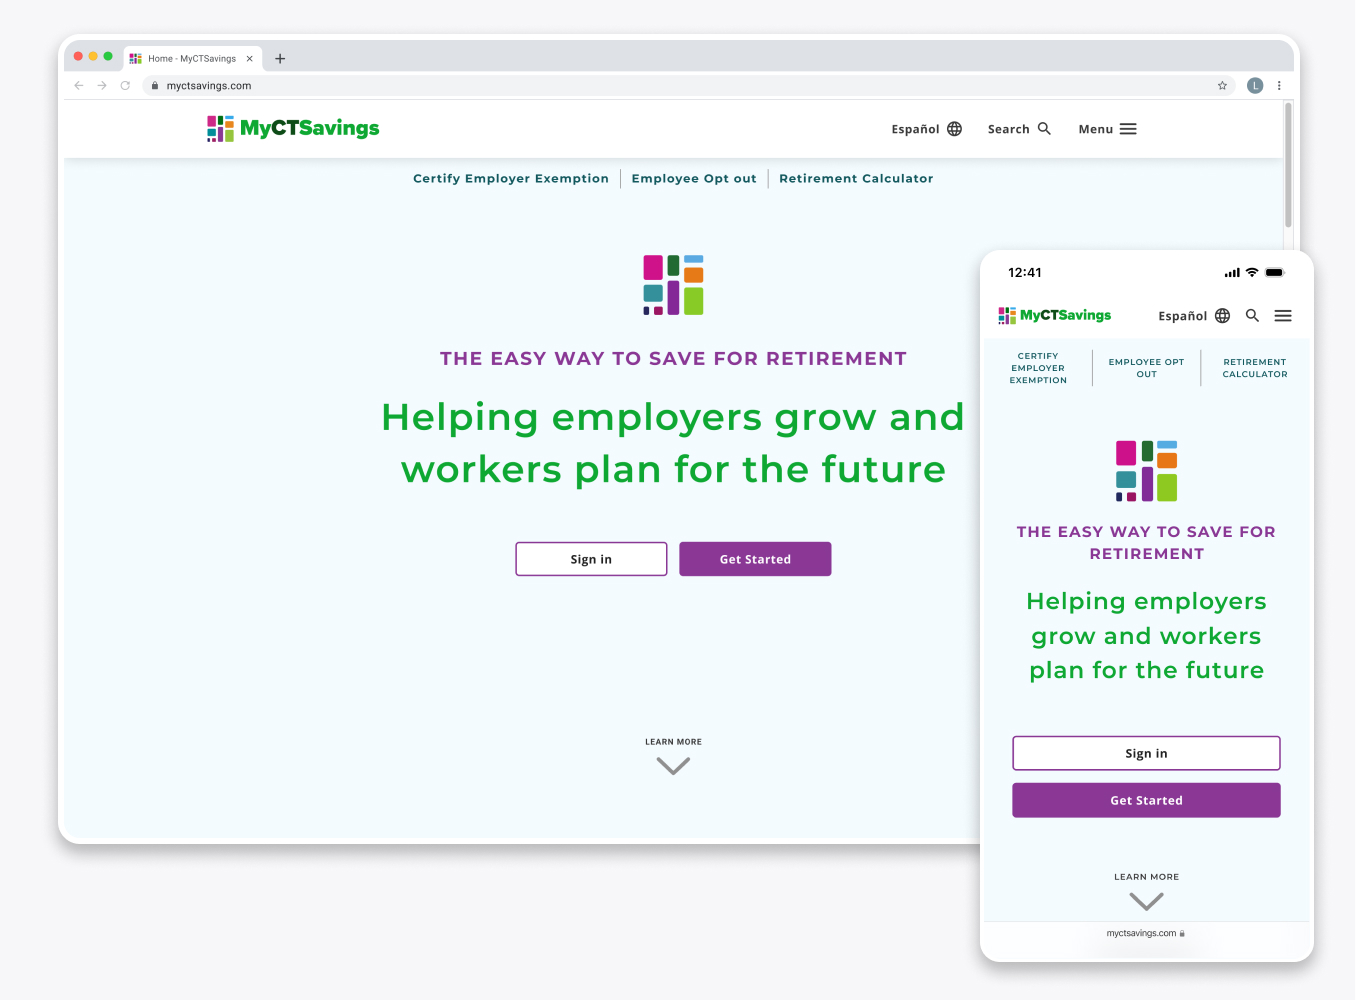 Home - MyCTSavings
myctsavings.com
L
MyCTSavings
Español
Search
Menu
Certify Employer Exemption
Employee Opt out
Retirement Calculator
THE EASY WAY TO SAVE FOR RETIREMENT
Helping employers grow and
workers plan for the future
Sign in
Get Started
LEARN MORE
12:41
MyCTSavings
Español
CERTIFY
EMPLOYER
EXEMPTION
EMPLOYEE OPT
OUT
RETIREMENT
CALCULATOR
THE EASY WAY TO SAVE FOR
RETIREMENT
Helping employers
grow and workers
plan for the future
Sign in
Get Started
LEARN MORE
myctsavings.com